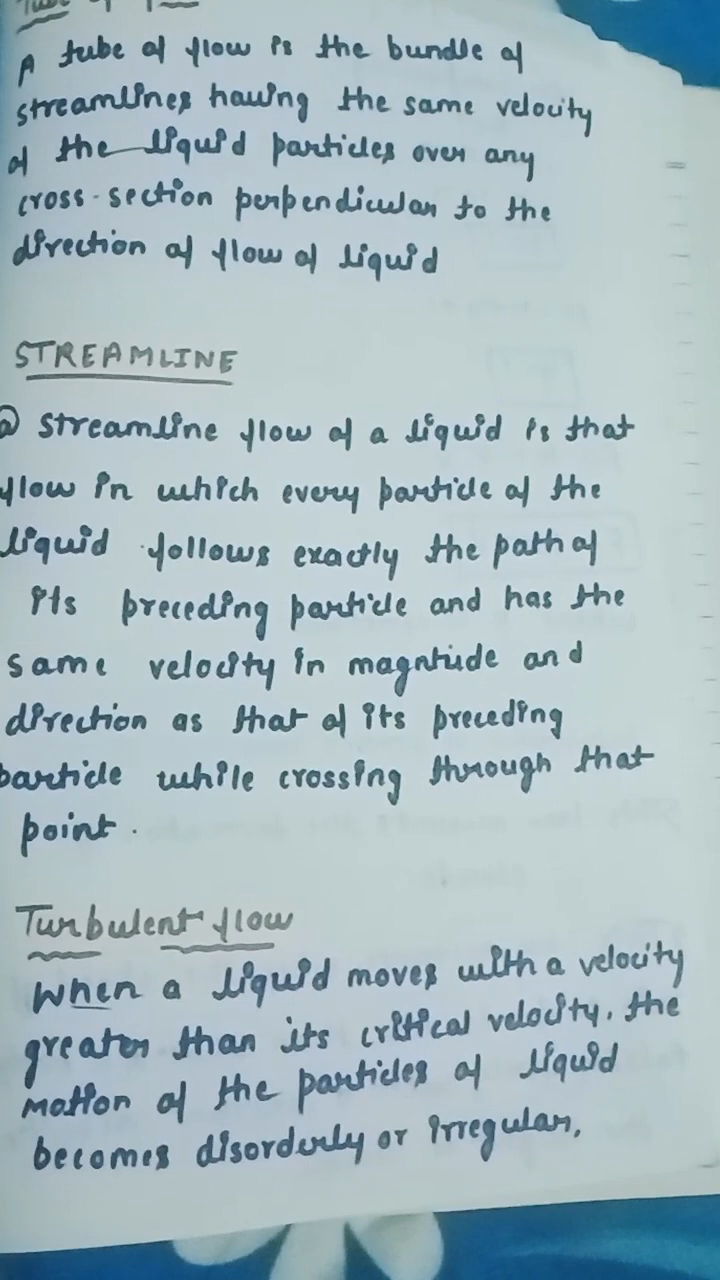 Tube of
A tube of flow is the bundle of
streamlines having the same velocity
of the liquid particles over any
cross-section perpendicular to the
direction of flow of liquid
STREAMLINE
streamline flow of a liquid is that
flow in which every particle of the
liquid follows exactly the path of
its preceding particle and has the
same velocity in magntude and
direction as that of its preceding
particle while crossing through that
point.
Turbulent flow
When a liquid moves with a velocity
greater than its critical velocity, the
motion of the particles of liquid
becomes disorderly or irregular,